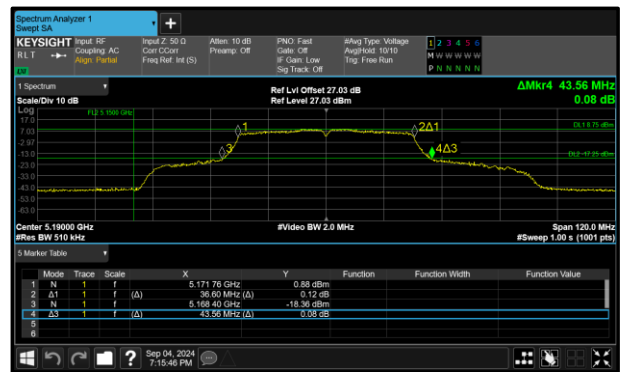 Spectrum Analyzer 1
Swept SA
+
KEYSIGHT
RLT
LW
Input: RF
Coupling: AC
Align: Partial
Input Z: 50 Ω
Corr CCorr
Freq Ref: Int (S)
Atten: 10 dB
Preamp: Off
PNO: Fast
Gate: Off
IF Gain: Low
Sig Track: Off
#Avg Type: Voltage
Avg|Hold: 10/10
Trig: Free Run
1 2 3 4 5 6
M W W W W W
P N N N N N
1 Spectrum
Scale/Div 10 dB
Log
Ref Lvl Offset 27.03 dB
Ref Level 27.03 dBm
ΔMkr4 43.56 MHz
0.08 dB
17.0
7.03
-2.97
-13.0
-23.0
-33.0
-43.0
-53.0
-63.0
FL2 5.1500 GHz
1
2Δ1
3
4Δ3
DL1 8.75 dBm
DL2 -17.25 dBm
Center 5.19000 GHz
#Res BW 510 kHz
#Video BW 2.0 MHz
Span 120.0 MHz
#Sweep 1.00 s (1001 pts)
5 Marker Table
Mode Trace Scale X Y Function Function Width Function Value
1 N 1 f 5.171 76 GHz 0.88 dBm
2 Δ1 1 f (Δ) 36.60 MHz (Δ) 0.12 dB
3 N 1 f 5.168 40 GHz -18.36 dBm
4 Δ3 1 f (Δ) 43.56 MHz (Δ) 0.08 dB
5
6
?
Sep 04, 2024
7:15:46 PM